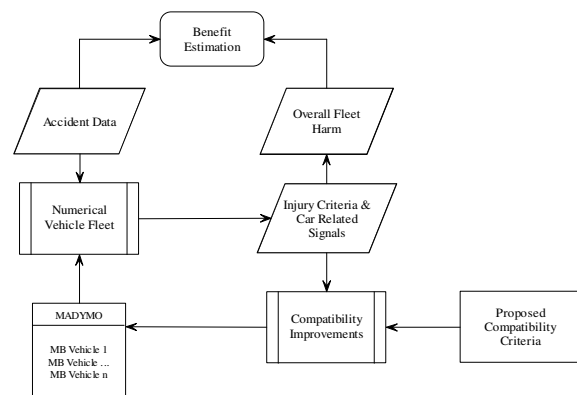 Benefit
Estimation
Accident Data
Overall Fleet
Harm
Numerical
Vehicle Fleet
Injury Criteria &
Car Related
Signals
MADYMO
MB Vehicle 1
MB Vehicle ...
MB Vehicle n
Compatibility
Improvements
Proposed
Compatibility
Criteria